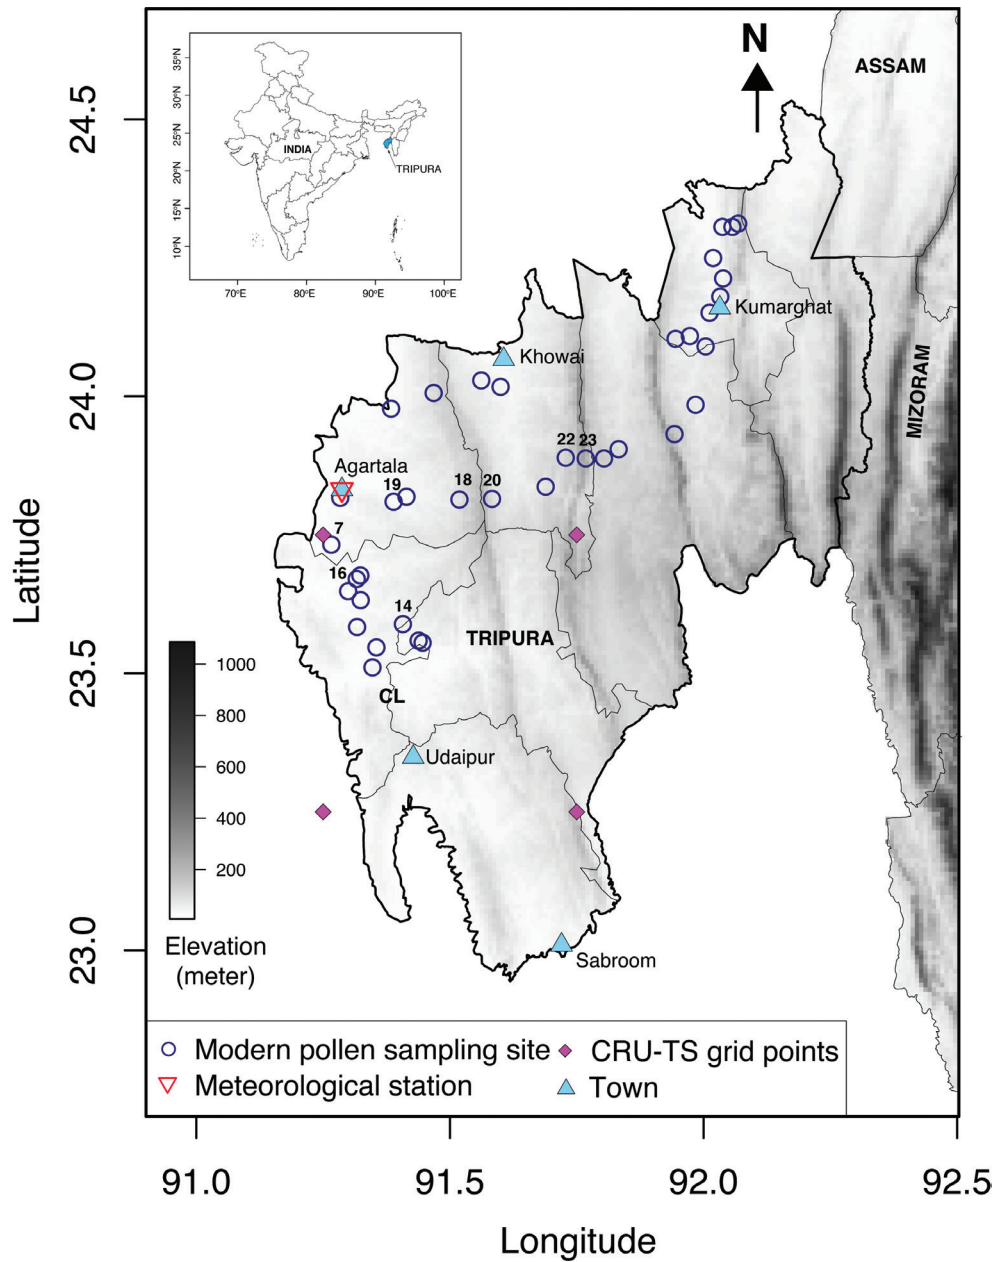 N
ASSAM
35°N
30°N
25°N
20°N
15°N
10°N
INDIA
TRIPURA
70°E
80°E
90°E
100°E
24.5
24.0
23.5
23.0
Latitude
Kumarghat
Khowai
MIZORAM
22 23
Agartala
19
18 20
7
16
14
TRIPURA
CL
Udaipur
1000
800
600
400
200
Elevation
(meter)
Sabroom
Modern pollen sampling site
CRU-TS grid points
Meteorological station
Town
91.0
91.5
92.0
92.5
Longitude